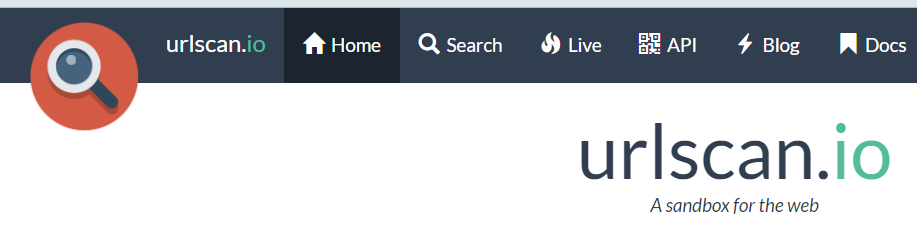 urlscan.io Home Search Live API Blog Docs
urlscan.io
A sandbox for the web